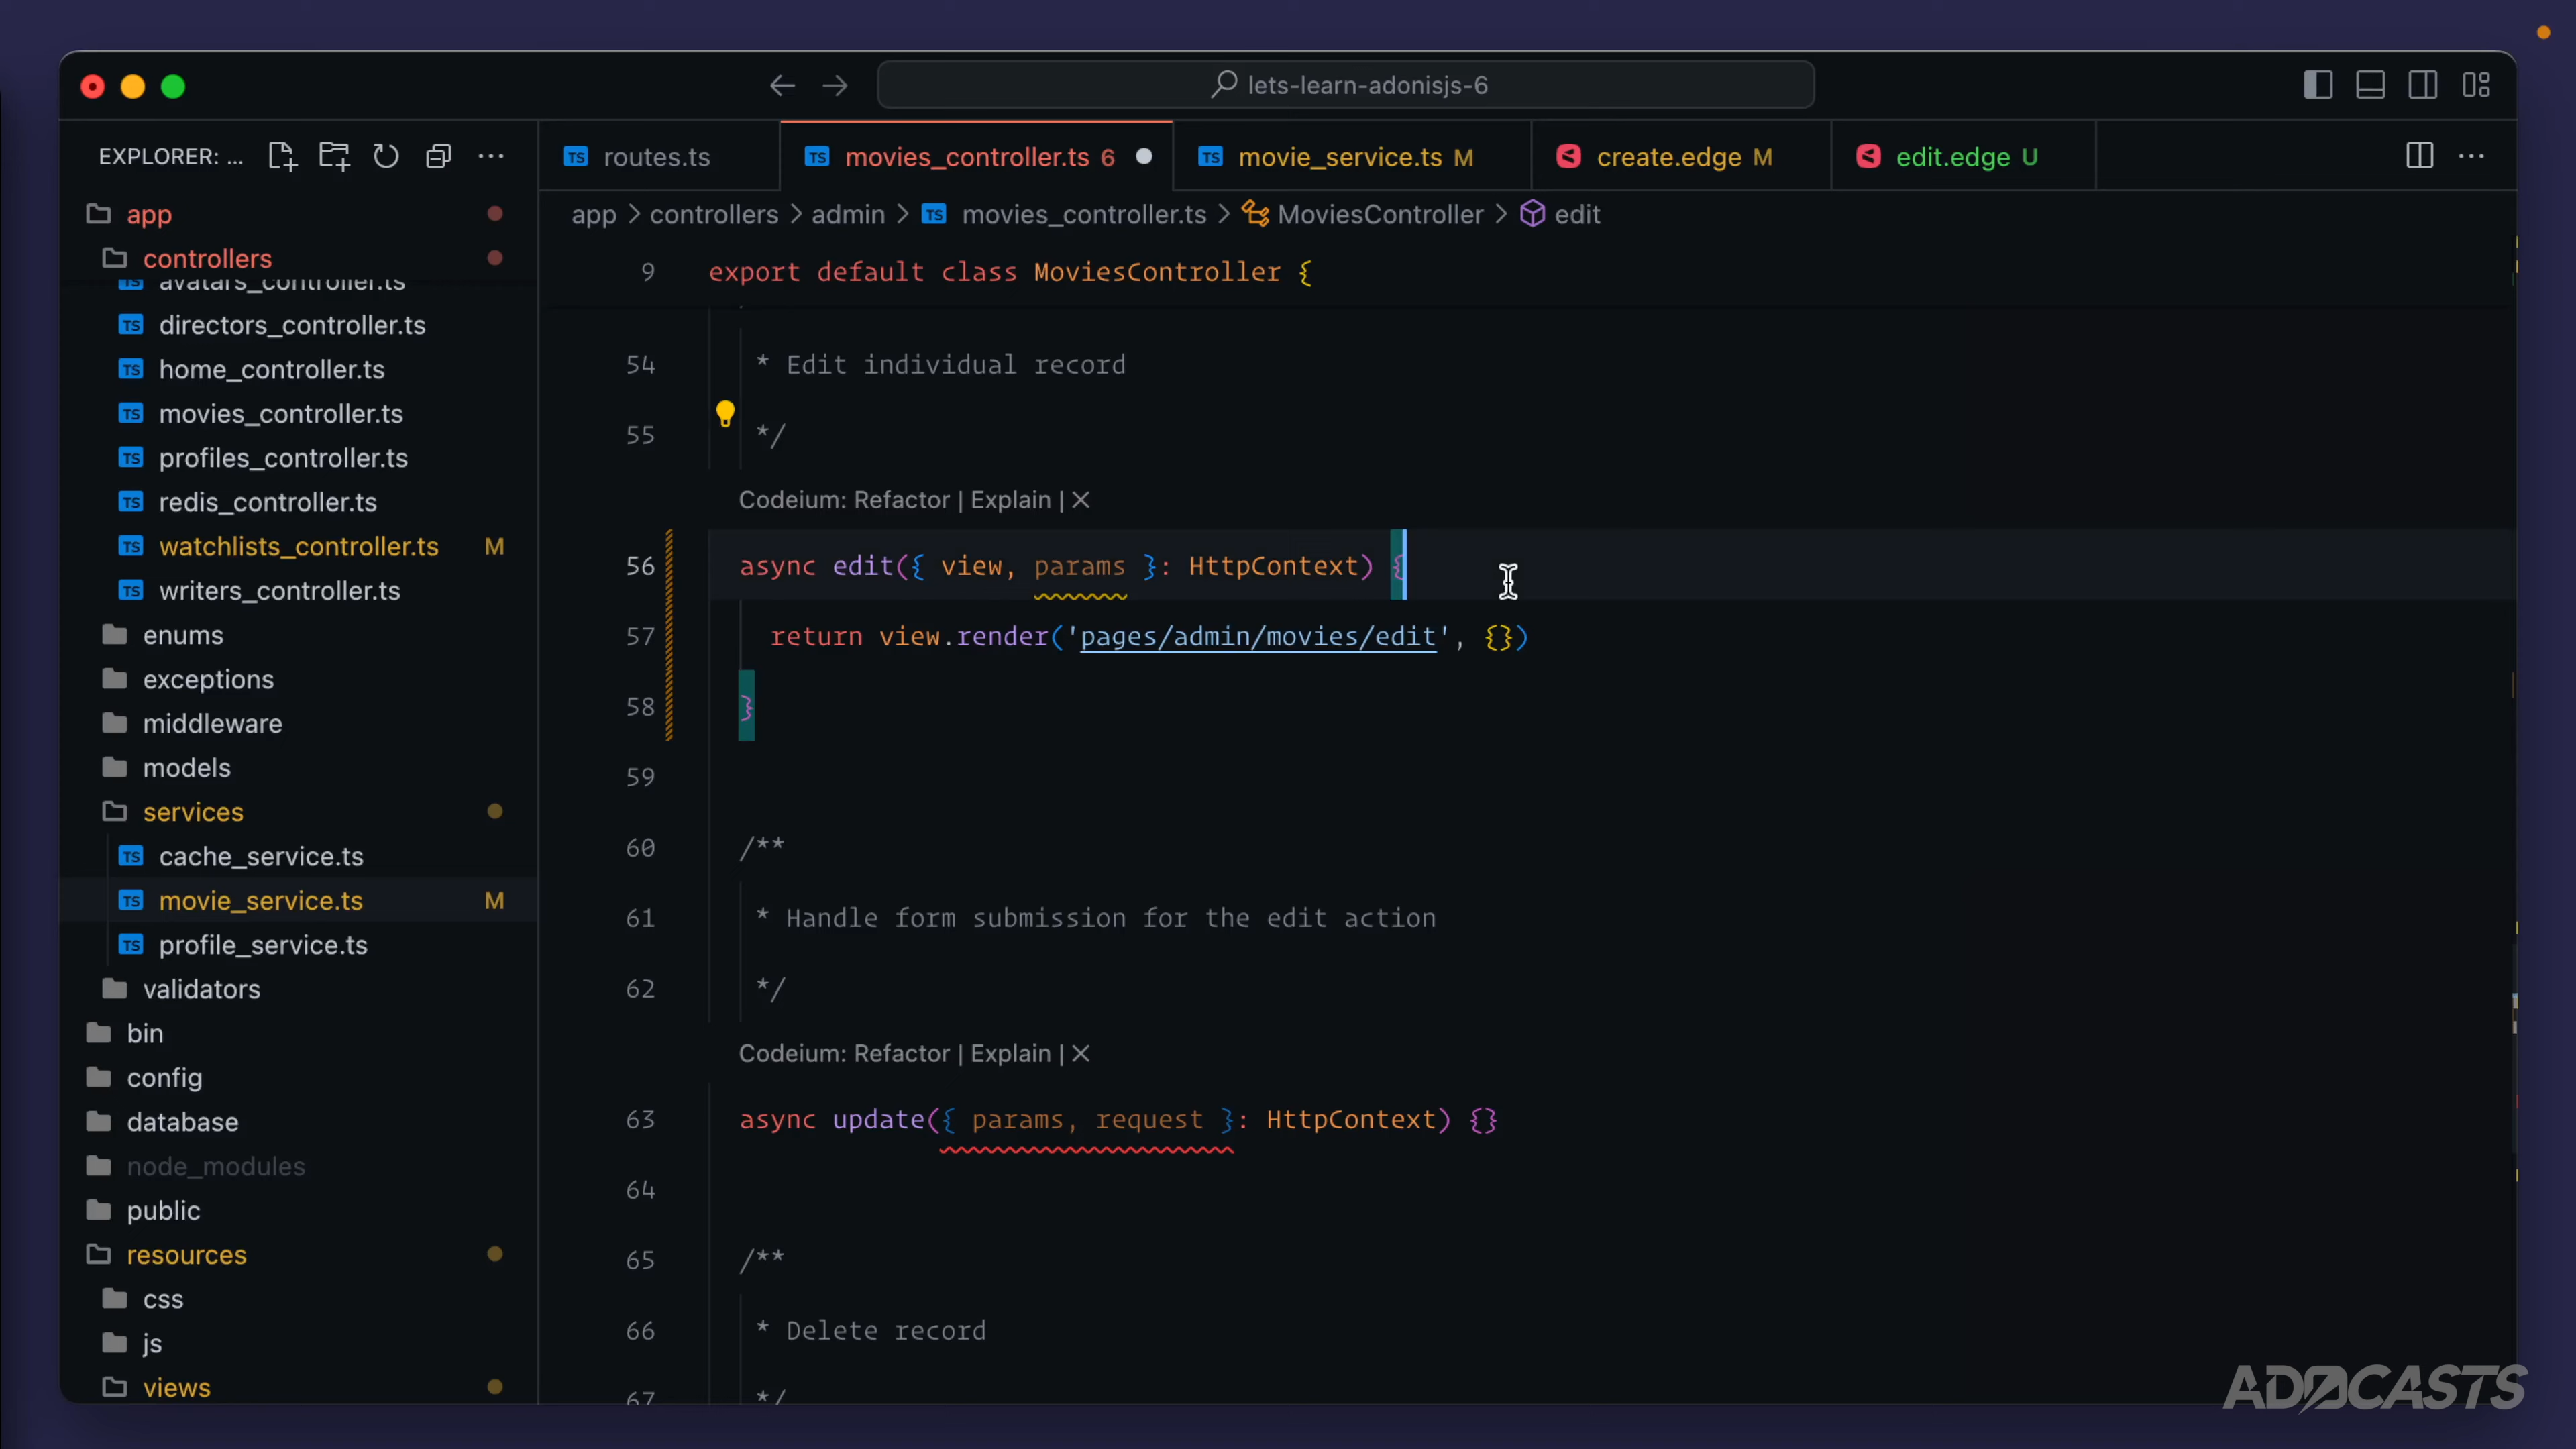 lets-learn-adonisjs-6
EXPLORER: ...
routes.ts
movies_controller.ts 6
movie_service.ts M
create.edge M
edit.edge U
app > controllers > admin > TS movies_controller.ts > MoviesController > edit
app
controllers
avatars_controller.ts
directors_controller.ts
home_controller.ts
movies_controller.ts
profiles_controller.ts
redis_controller.ts
watchlists_controller.ts M
writers_controller.ts
enums
exceptions
middleware
models
services
cache_service.ts
movie_service.ts M
profile_service.ts
validators
bin
config
database
node_modules
public
resources
css
js
views
9 export default class MoviesController {
54 * Edit individual record
55 */
Codeium: Refactor | Explain | ×
56 async edit({ view, params }: HttpContext) {
57 return view.render('pages/admin/movies/edit', {})
58 }
59
60 /**
61 * Handle form submission for the edit action
62 */
Codeium: Refactor | Explain | ×
63 async update({ params, request }: HttpContext) {}
64
65 /**
66 * Delete record
67 */
ADOCASTS